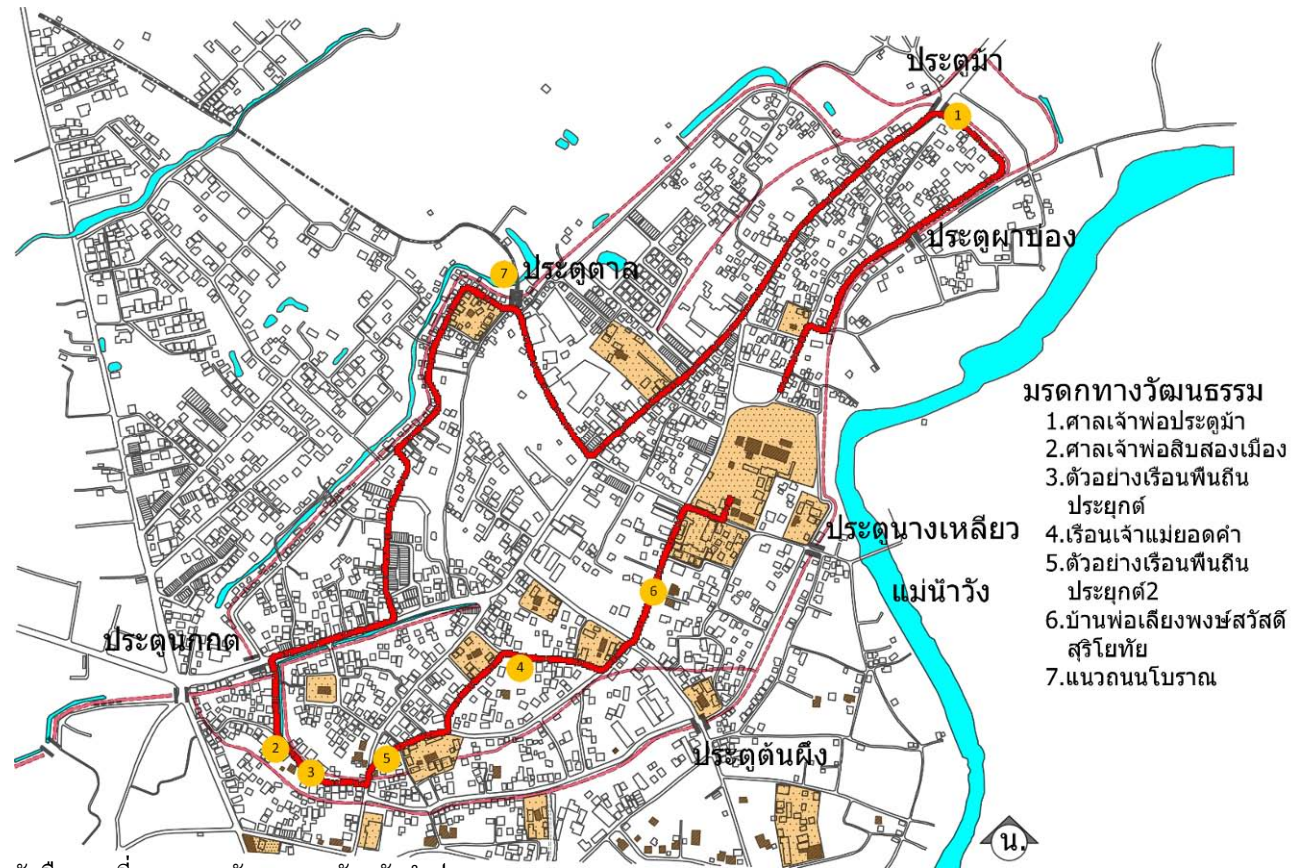 ประตูม้า
1
ประตูผาบ่อง
7
ประตูตาล
มรดกทางวัฒนธรรม
1.ศาลเจ้าพ่อประตูม้า
2.ศาลเจ้าพ่อสิบสองเมือง
3.ตัวอย่างเรือนพื้นถิ่น
ประยุกต์
4.เรือนเจ้าแม่ยอดคำ
5.ตัวอย่างเรือนพื้นถิ่น
ประยุกต์2
6.บ้านพ่อเลี้ยงพงษ์สวัสดิ์
สุริโยทัย
7.แนวถนนโบราณ
ประตูนางเหลียว
6
แม่น้ำวัง
ประตูนกกต
4
2
3
5
ประตูต้นผึ้ง
น.